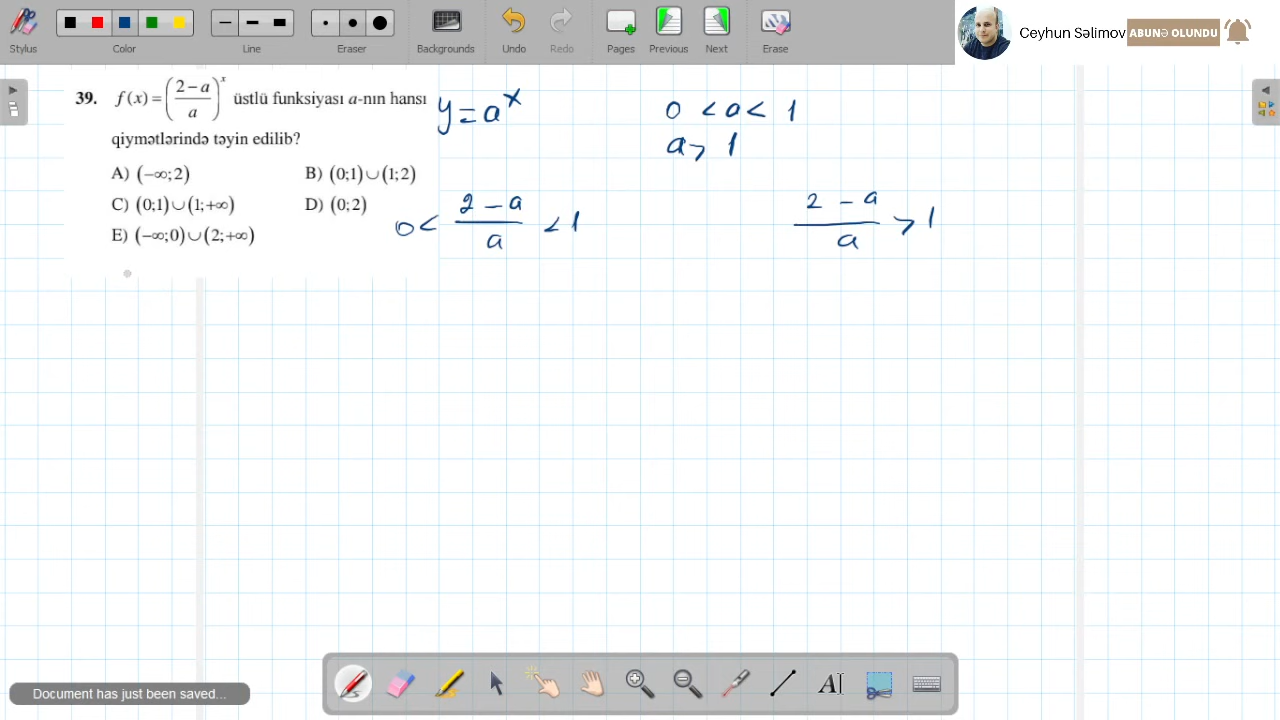 Stylus Color Line Eraser Backgrounds Undo Redo Pages Previous Next Erase
Ceyhun Səlimov ABUNƏ OLUNDU
39. f(x) = ((2−a)/a)^x üstlü funksiyası a-nın hansı
qiymətlərində təyin edilib?
A) (−∞; 2) B) (0;1)∪(1;2)
C) (0;1)∪(1;+∞) D) (0; 2)
E) (−∞;0)∪(2;+∞)
y = a^x
0 < a < 1
a > 1
0 < (2 − a)/a < 1
(2 − a)/a > 1
Document has just been saved...